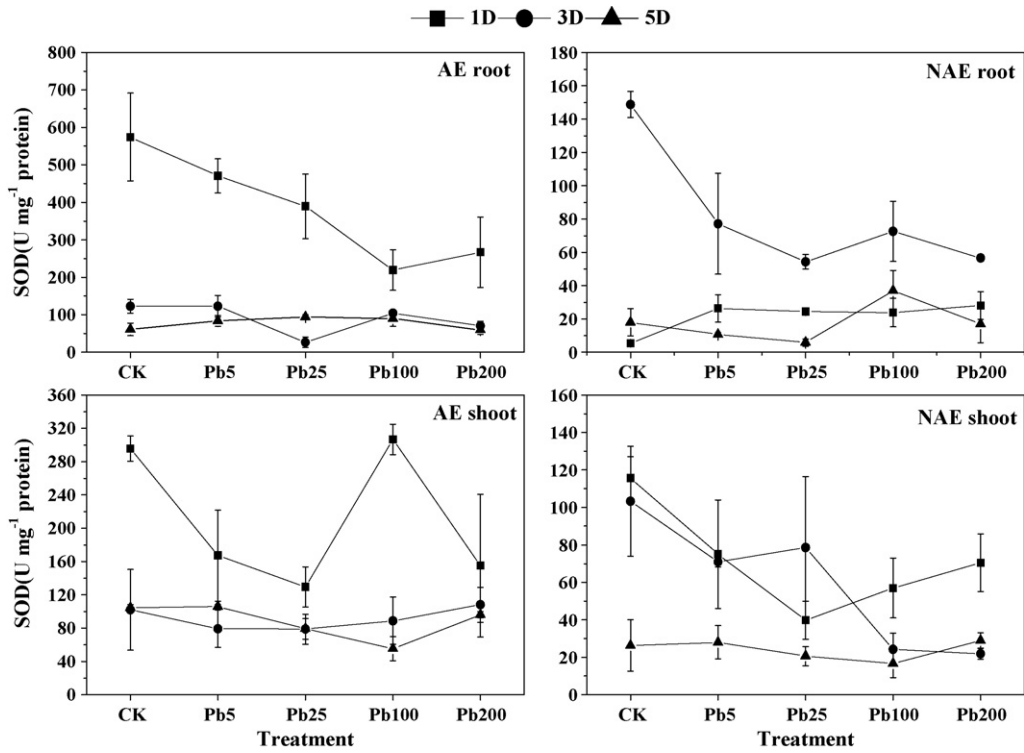 1D 3D 5D
AE root
SOD(U mg⁻¹ protein)
800
700
600
500
400
300
200
100
0
CK Pb5 Pb25 Pb100 Pb200
NAE root
180
160
140
120
100
80
60
40
20
0
CK Pb5 Pb25 Pb100 Pb200
AE shoot
SOD(U mg⁻¹ protein)
360
320
280
240
200
160
120
80
40
0
CK Pb5 Pb25 Pb100 Pb200
Treatment
NAE shoot
160
140
120
100
80
60
40
20
0
CK Pb5 Pb25 Pb100 Pb200
Treatment